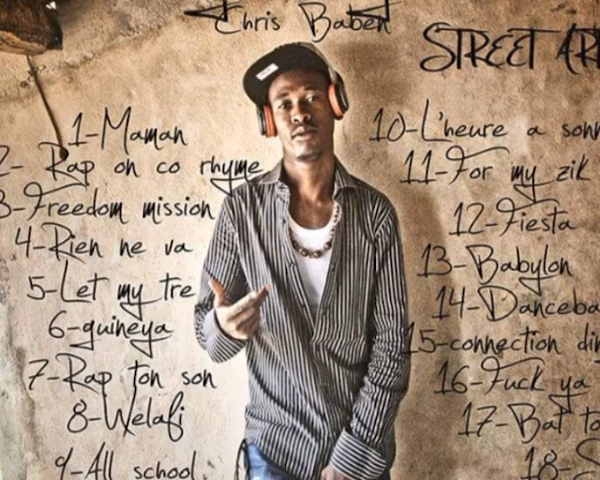 Chris Baben
STREET
1-Maman
2- Rap on co rhyme
3-Freedom mission
4-Rien ne va
5-Let my tre
6-guineya
7-Rap ton son
8-Welafi
9-All school
10-L'heure a
11-For my zik
12-Fiesta
13-Babylon
14-Danceba
15-connection
16-Fuck ya
17-Bat to
18-S